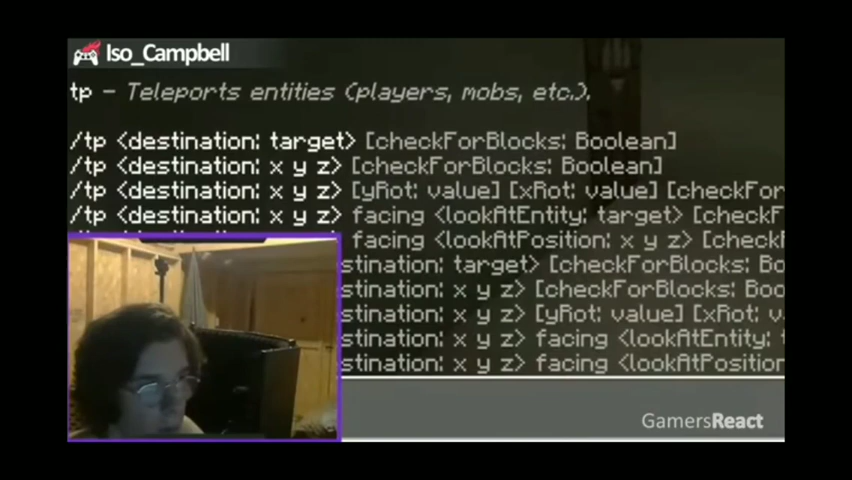 Iso_Campbell
tp - Teleports entities (players, mobs, etc.).
/tp <destination: target> [checkForBlocks: Boolean]
/tp <destination: x y z> [checkForBlocks: Boolean]
/tp <destination: x y z> [yRot: value] [xRot: value] [checkFor
/tp <destination: x y z> facing <lookAtEntity: target> [checkF
facing <lookAtPosition: x y z> [check
stination: target> [checkForBlocks: Bo
stination: x y z> [checkForBlocks: Boo
stination: x y z> [yRot: value] [xRot: v
stination: x y z> facing <lookAtEntity: t
stination: x y z> facing <lookAtPosition
GamersReact